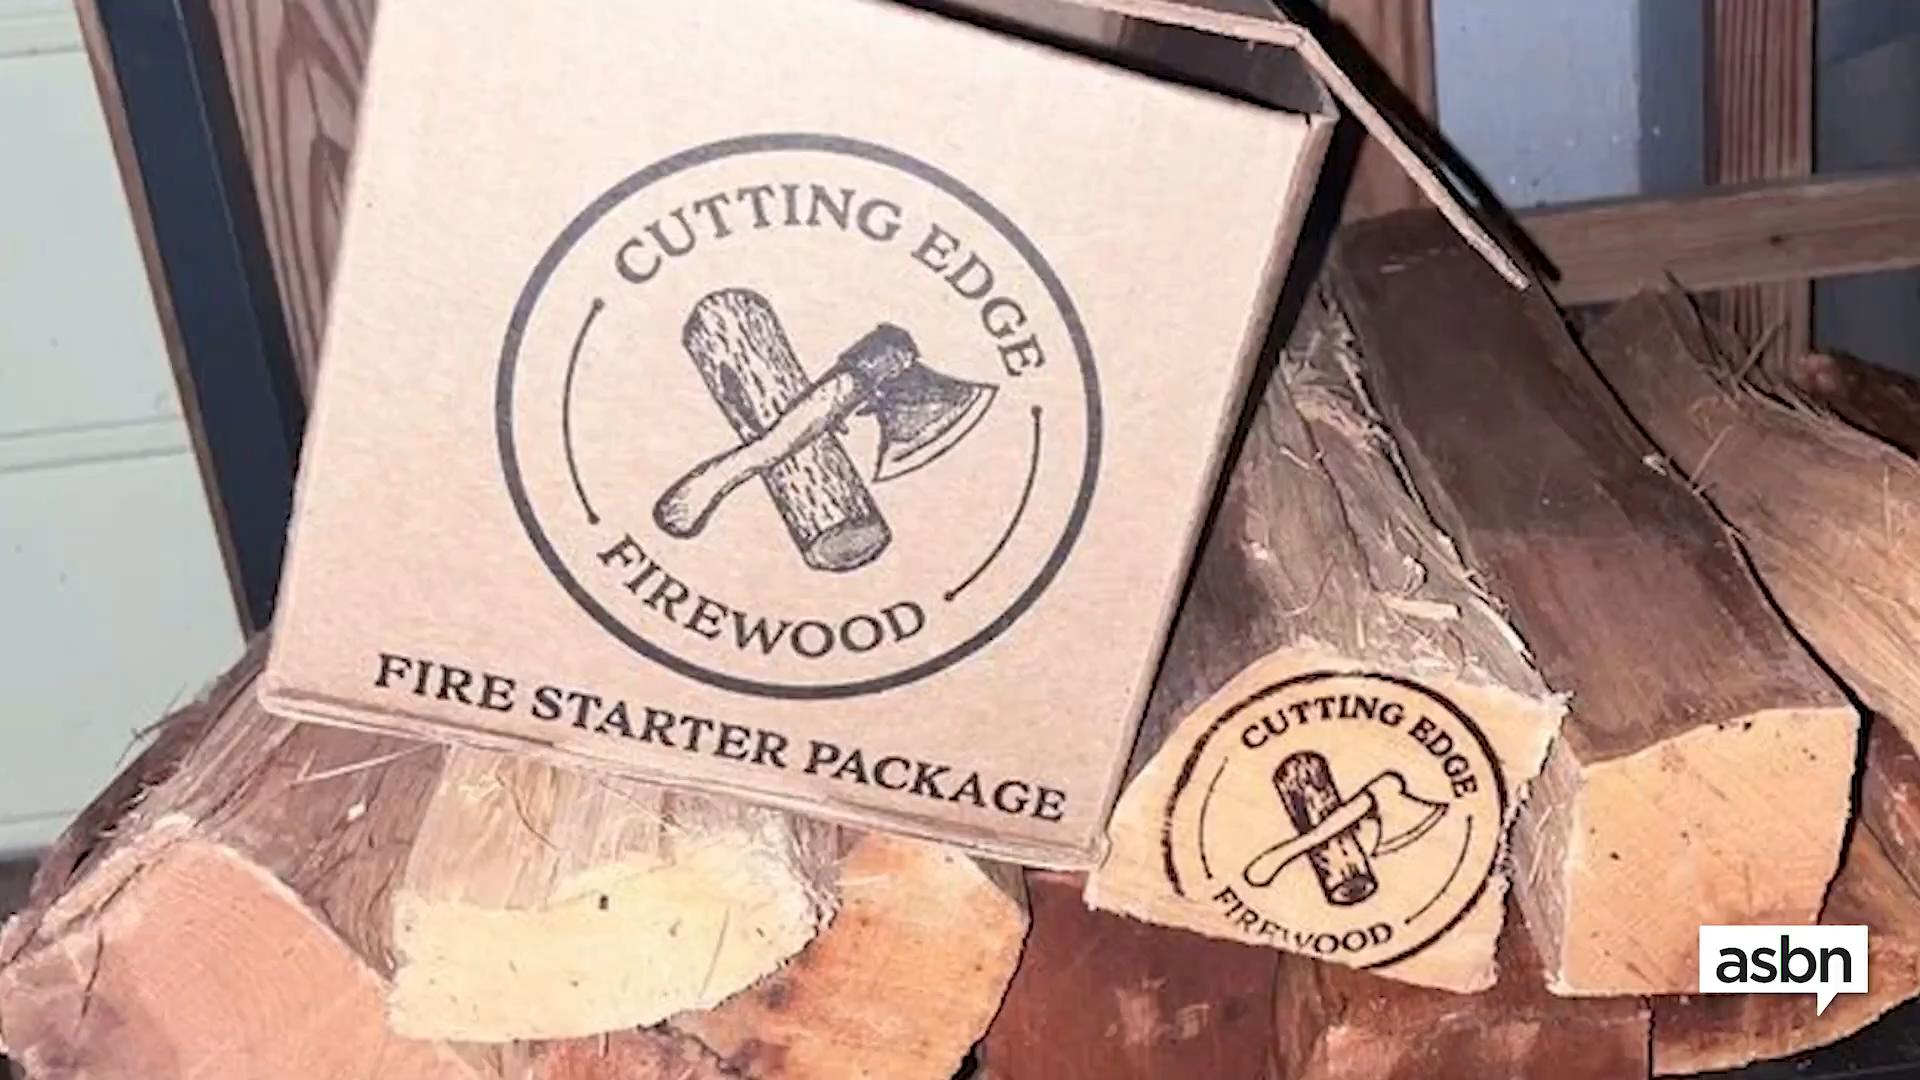 CUTTING EDGE
FIREWOOD
FIRE STARTER PACKAGE
CUTTING EDGE
FIREWOOD
asbn